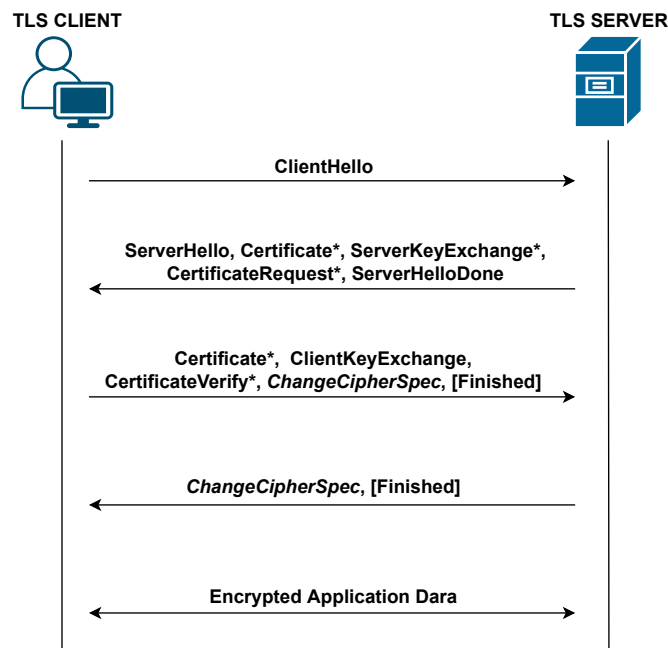 TLS CLIENT
TLS SERVER
ClientHello
ServerHello, Certificate*, ServerKeyExchange*,
CertificateRequest*, ServerHelloDone
Certificate*, ClientKeyExchange,
CertificateVerify*, ChangeCipherSpec, [Finished]
ChangeCipherSpec, [Finished]
Encrypted Application Dara